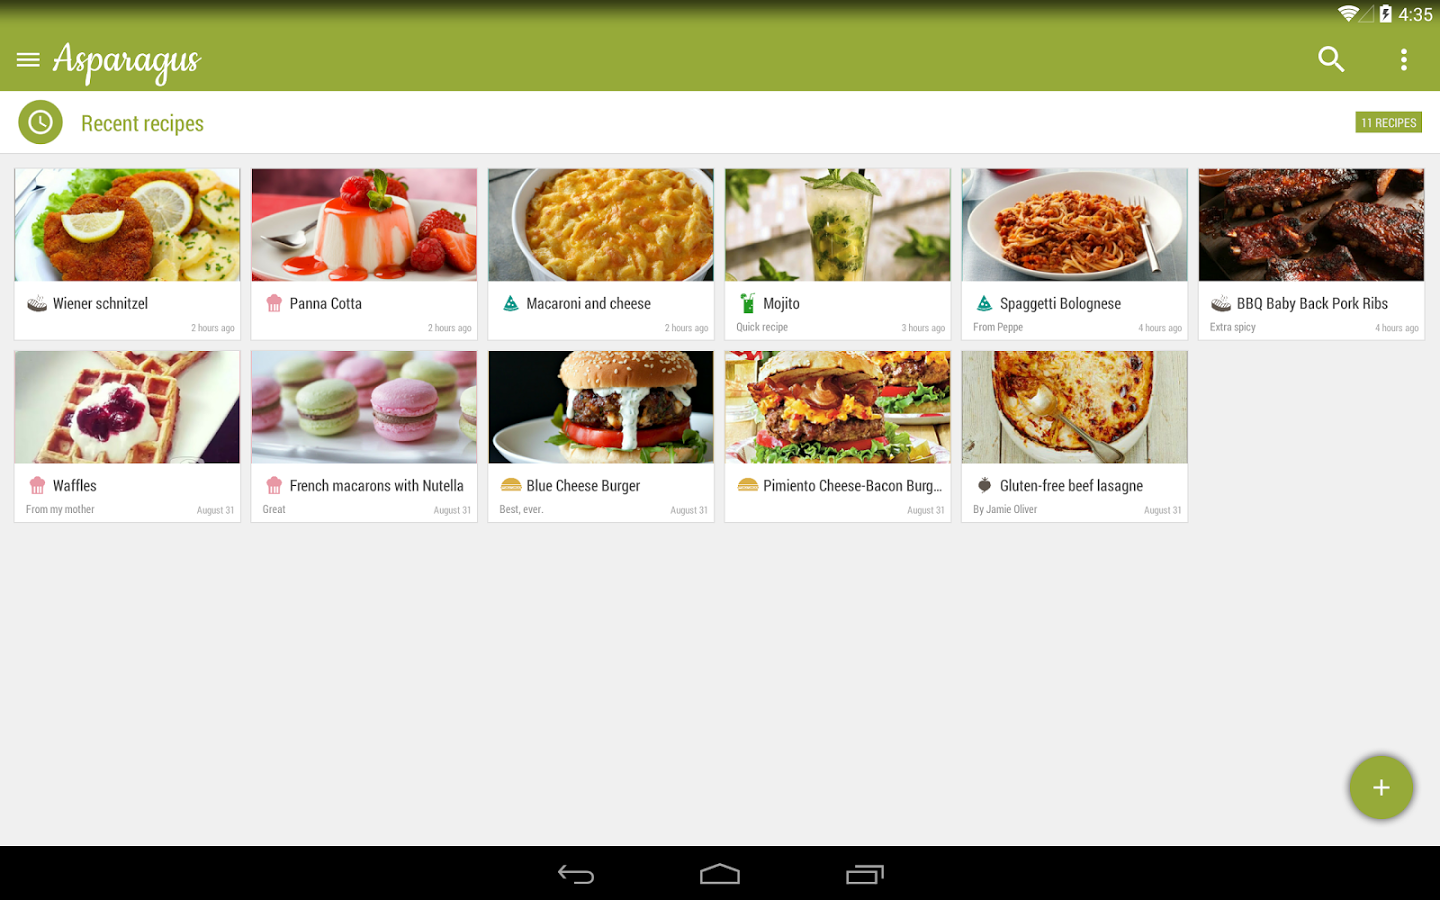 4:35
Asparagus
Recent recipes
11 RECIPES
Wiener schnitzel
2 hours ago
Panna Cotta
2 hours ago
Macaroni and cheese
2 hours ago
Mojito
Quick recipe 3 hours ago
Spaggetti Bolognese
From Peppe 4 hours ago
BBQ Baby Back Pork Ribs
Extra spicy 4 hours ago
Waffles
From my mother August 31
French macarons with Nutella
Great August 31
Blue Cheese Burger
Best, ever. August 31
Pimiento Cheese-Bacon Burg...
August 31
Gluten-free beef lasagne
By Jamie Oliver August 31